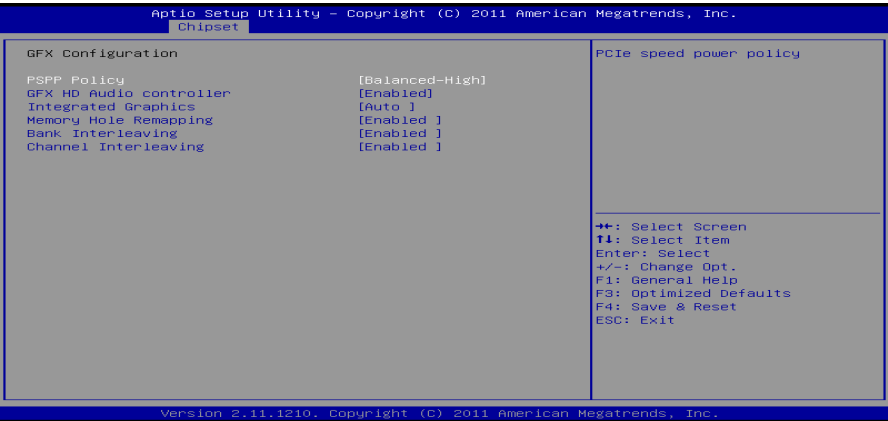 Aptio Setup Utility – Copyright (C) 2011 American Megatrends, Inc.
Chipset
GFX Configuration
PSPP Policy [Balanced-High]
GFX HD Audio controller [Enabled]
Integrated Graphics [Auto ]
Memory Hole Remapping [Enabled ]
Bank Interleaving [Enabled ]
Channel Interleaving [Enabled ]
PCIe speed power policy
→←: Select Screen
↑↓: Select Item
Enter: Select
+/-: Change Opt.
F1: General Help
F3: Optimized Defaults
F4: Save & Reset
ESC: Exit
Version 2.11.1210. Copyright (C) 2011 American Megatrends, Inc.